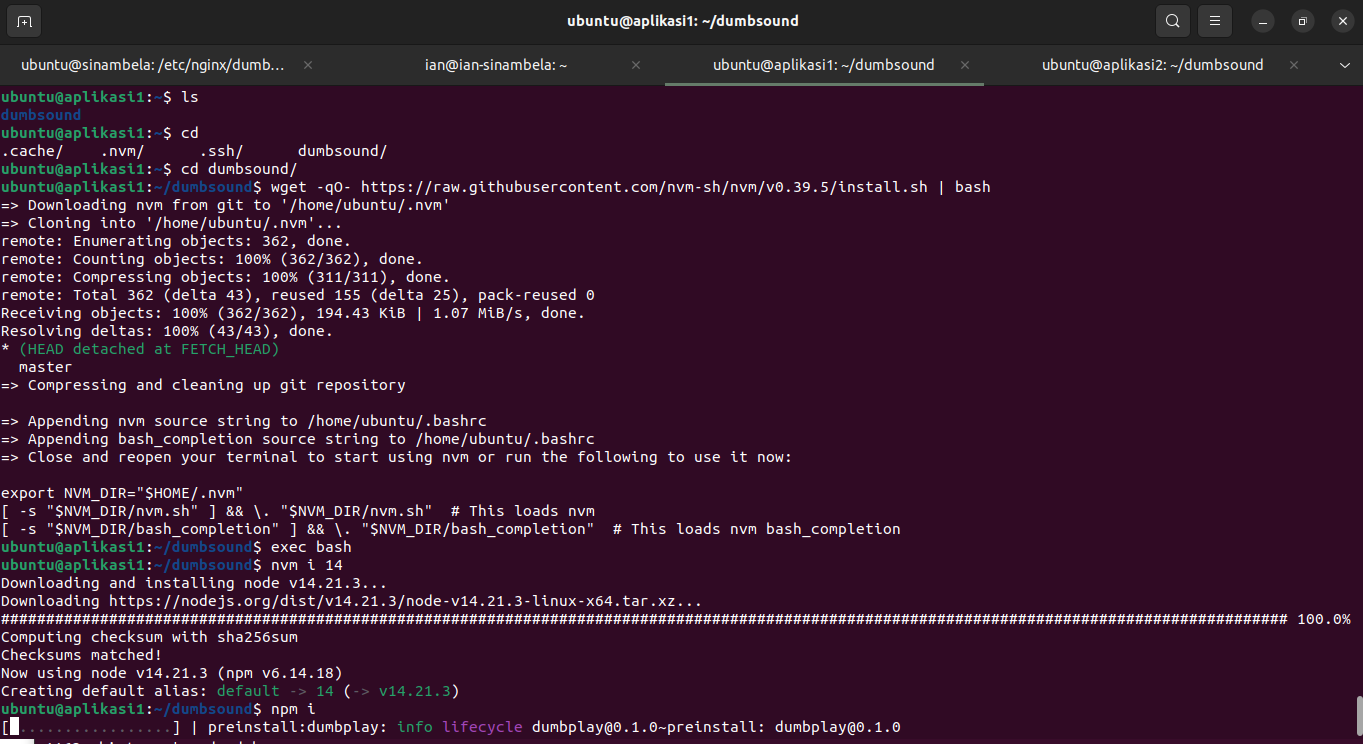 ubuntu@aplikasi1: ~/dumbsound
ubuntu@sinambela: /etc/nginx/dumb... × ian@ian-sinambela: ~ × ubuntu@aplikasi1: ~/dumbsound × ubuntu@aplikasi2: ~/dumbsound ×
ubuntu@aplikasi1:~$ ls
dumbsound
ubuntu@aplikasi1:~$ cd
.cache/    .nvm/      .ssh/      dumbsound/
ubuntu@aplikasi1:~$ cd dumbsound/
ubuntu@aplikasi1:~/dumbsound$ wget -qO- https://raw.githubusercontent.com/nvm-sh/nvm/v0.39.5/install.sh | bash
=> Downloading nvm from git to '/home/ubuntu/.nvm'
=> Cloning into '/home/ubuntu/.nvm'...
remote: Enumerating objects: 362, done.
remote: Counting objects: 100% (362/362), done.
remote: Compressing objects: 100% (311/311), done.
remote: Total 362 (delta 43), reused 155 (delta 25), pack-reused 0
Receiving objects: 100% (362/362), 194.43 KiB | 1.07 MiB/s, done.
Resolving deltas: 100% (43/43), done.
* (HEAD detached at FETCH_HEAD)
  master
=> Compressing and cleaning up git repository
=> Appending nvm source string to /home/ubuntu/.bashrc
=> Appending bash_completion source string to /home/ubuntu/.bashrc
=> Close and reopen your terminal to start using nvm or run the following to use it now:
export NVM_DIR="$HOME/.nvm"
[ -s "$NVM_DIR/nvm.sh" ] && \. "$NVM_DIR/nvm.sh"  # This loads nvm
[ -s "$NVM_DIR/bash_completion" ] && \. "$NVM_DIR/bash_completion"  # This loads nvm bash_completion
ubuntu@aplikasi1:~/dumbsound$ exec bash
ubuntu@aplikasi1:~/dumbsound$ nvm i 14
Downloading and installing node v14.21.3...
Downloading https://nodejs.org/dist/v14.21.3/node-v14.21.3-linux-x64.tar.xz...
############################################################################################################################################### 100.0%
Computing checksum with sha256sum
Checksums matched!
Now using node v14.21.3 (npm v6.14.18)
Creating default alias: default -> 14 (-> v14.21.3)
ubuntu@aplikasi1:~/dumbsound$ npm i
[ .................] | preinstall:dumbplay: info lifecycle dumbplay@0.1.0~preinstall: dumbplay@0.1.0